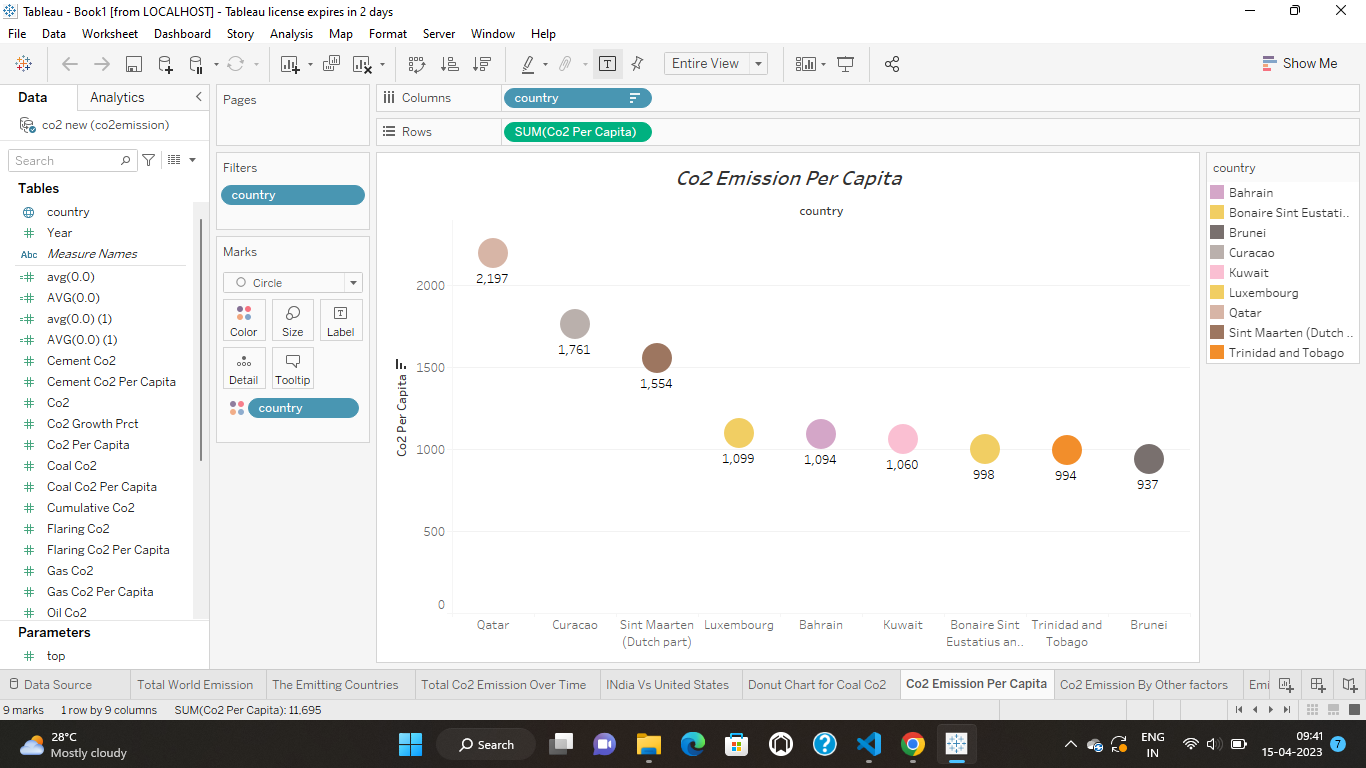 Tableau - Book1 [from LOCALHOST] - Tableau license expires in 2 days
File Data Worksheet Dashboard Story Analysis Map Format Server Window Help
Entire View
Show Me
Data Analytics
co2 new (co2emission)
Search
Tables
country
Year
Abc Measure Names
avg(0.0)
AVG(0.0)
avg(0.0) (1)
AVG(0.0) (1)
Cement Co2
Cement Co2 Per Capita
Co2
Co2 Growth Prct
Co2 Per Capita
Coal Co2
Coal Co2 Per Capita
Cumulative Co2
Flaring Co2
Flaring Co2 Per Capita
Gas Co2
Gas Co2 Per Capita
Oil Co2
Parameters
top
Pages
Filters
country
Marks
Circle
Color Size Label
Detail Tooltip
country
Columns country
Rows SUM(Co2 Per Capita)
Co2 Emission Per Capita
country
Co2 Per Capita
2000
1500
1000
500
0
2,197
1,761
1,554
1,099
1,094
1,060
998
994
937
Qatar
Curacao
Sint Maarten
(Dutch part)
Luxembourg
Bahrain
Kuwait
Bonaire Sint
Eustatius an..
Trinidad and
Tobago
Brunei
country
Bahrain
Bonaire Sint Eustati..
Brunei
Curacao
Kuwait
Luxembourg
Qatar
Sint Maarten (Dutch ..
Trinidad and Tobago
Data Source Total World Emission The Emitting Countries Total Co2 Emission Over Time INdia Vs United States Donut Chart for Coal Co2 Co2 Emission Per Capita Co2 Emission By Other factors Emi
9 marks 1 row by 9 columns SUM(Co2 Per Capita): 11,695
28°C
Mostly cloudy
Search
ENG
IN
09:41
15-04-2023
7